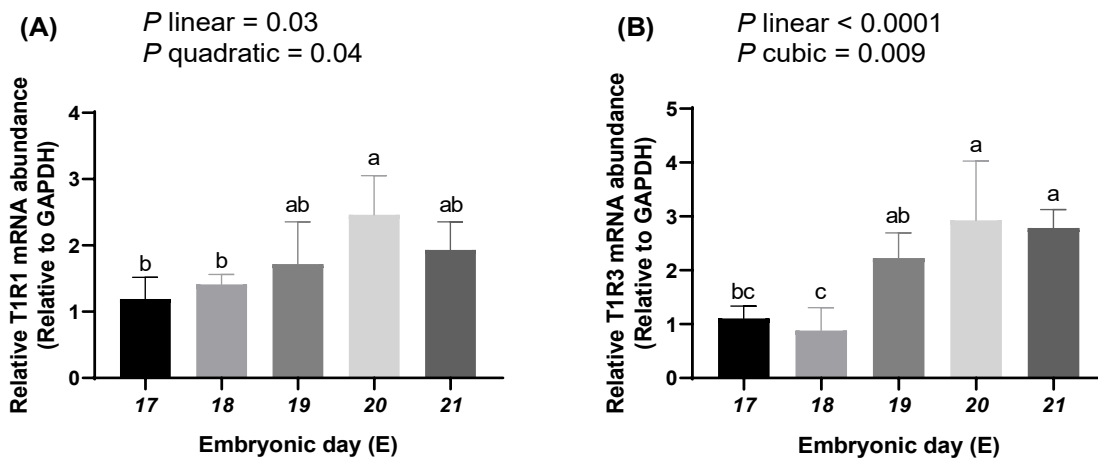 (A)
P linear = 0.03
P quadratic = 0.04
Relative T1R1 mRNA abundance
(Relative to GAPDH)
4
3
2
1
0
b
b
ab
a
ab
17 18 19 20 21
Embryonic day (E)
(B)
P linear < 0.0001
P cubic = 0.009
Relative T1R3 mRNA abundance
(Relative to GAPDH)
5
4
3
2
1
0
bc
c
ab
a
a
17 18 19 20 21
Embryonic day (E)